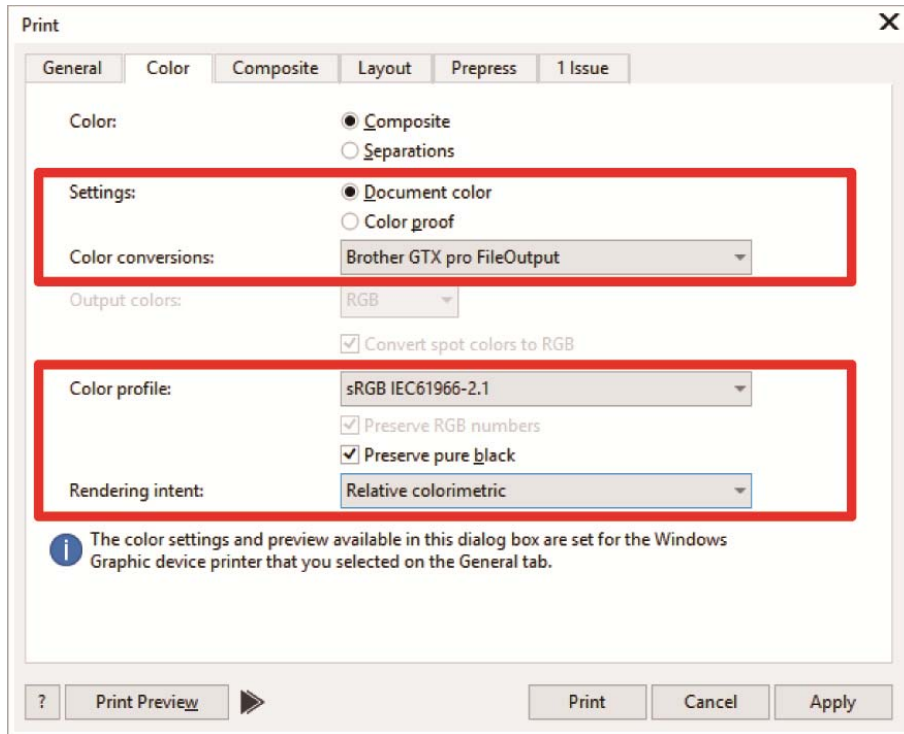 Print
General Color Composite Layout Prepress 1 Issue
Color: Composite
Separations
Settings: Document color
Color proof
Color conversions: Brother GTX pro FileOutput
Output colors: RGB
Convert spot colors to RGB
Color profile: sRGB IEC61966-2.1
Preserve RGB numbers
Preserve pure black
Rendering intent: Relative colorimetric
The color settings and preview available in this dialog box are set for the Windows
Graphic device printer that you selected on the General tab.
? Print Preview Print Cancel Apply